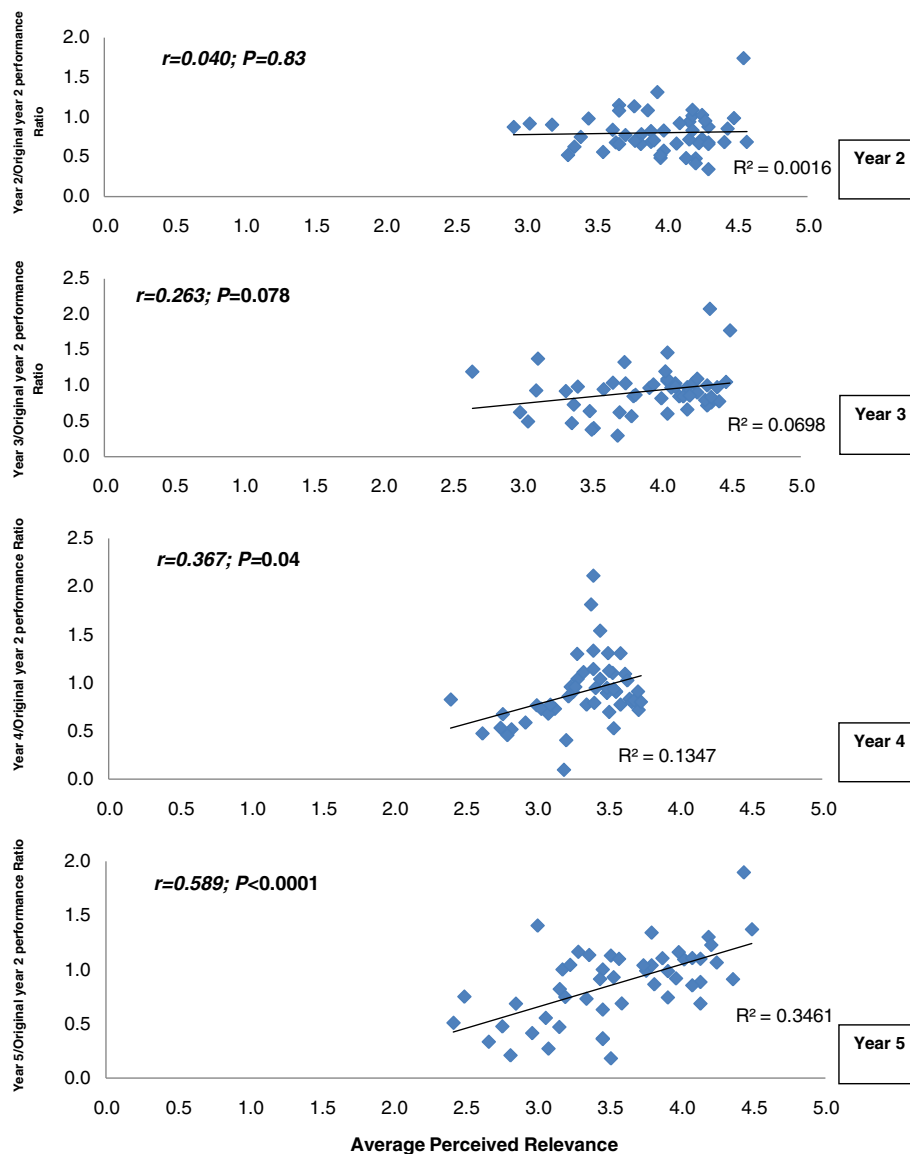 Year 2/Original year 2 performance
Ratio
2.0
1.5
1.0
0.5
0.0
r=0.040; P=0.83
R² = 0.0016
Year 2
0.0 0.5 1.0 1.5 2.0 2.5 3.0 3.5 4.0 4.5 5.0
Year 3/Original year 2 performance
Ratio
2.5
2.0
1.5
1.0
0.5
0.0
r=0.263; P=0.078
R² = 0.0698
Year 3
0.0 0.5 1.0 1.5 2.0 2.5 3.0 3.5 4.0 4.5 5.0
Year 4/Original year 2 performance Ratio
2.5
2.0
1.5
1.0
0.5
0.0
r=0.367; P=0.04
R² = 0.1347
Year 4
0.0 0.5 1.0 1.5 2.0 2.5 3.0 3.5 4.0 4.5 5.0
Year 5/Original year 2 performance Ratio
2.0
1.5
1.0
0.5
0.0
r=0.589; P<0.0001
R² = 0.3461
Year 5
0.0 0.5 1.0 1.5 2.0 2.5 3.0 3.5 4.0 4.5 5.0
Average Perceived Relevance